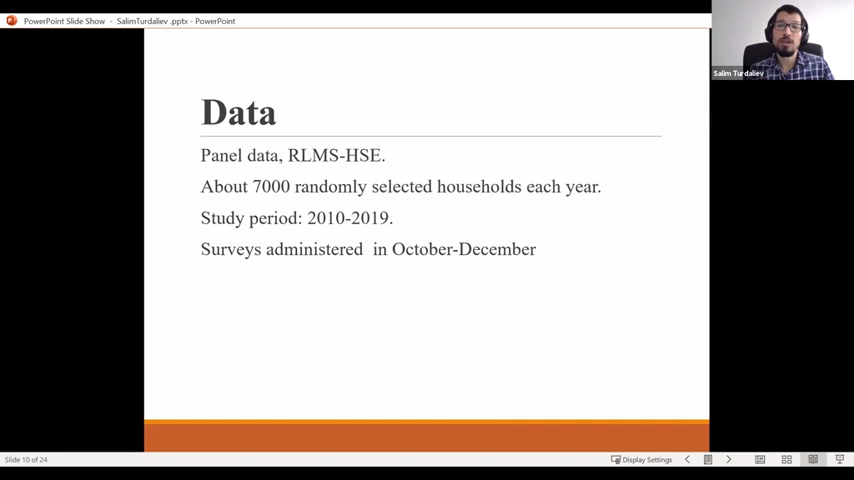 PowerPoint Slide Show - SalimTurdaliev .pptx - PowerPoint
Salim Turdaliev
Data
Panel data, RLMS-HSE.
About 7000 randomly selected households each year.
Study period: 2010-2019.
Surveys administered  in October-December
Slide 10 of 24
Display Settings